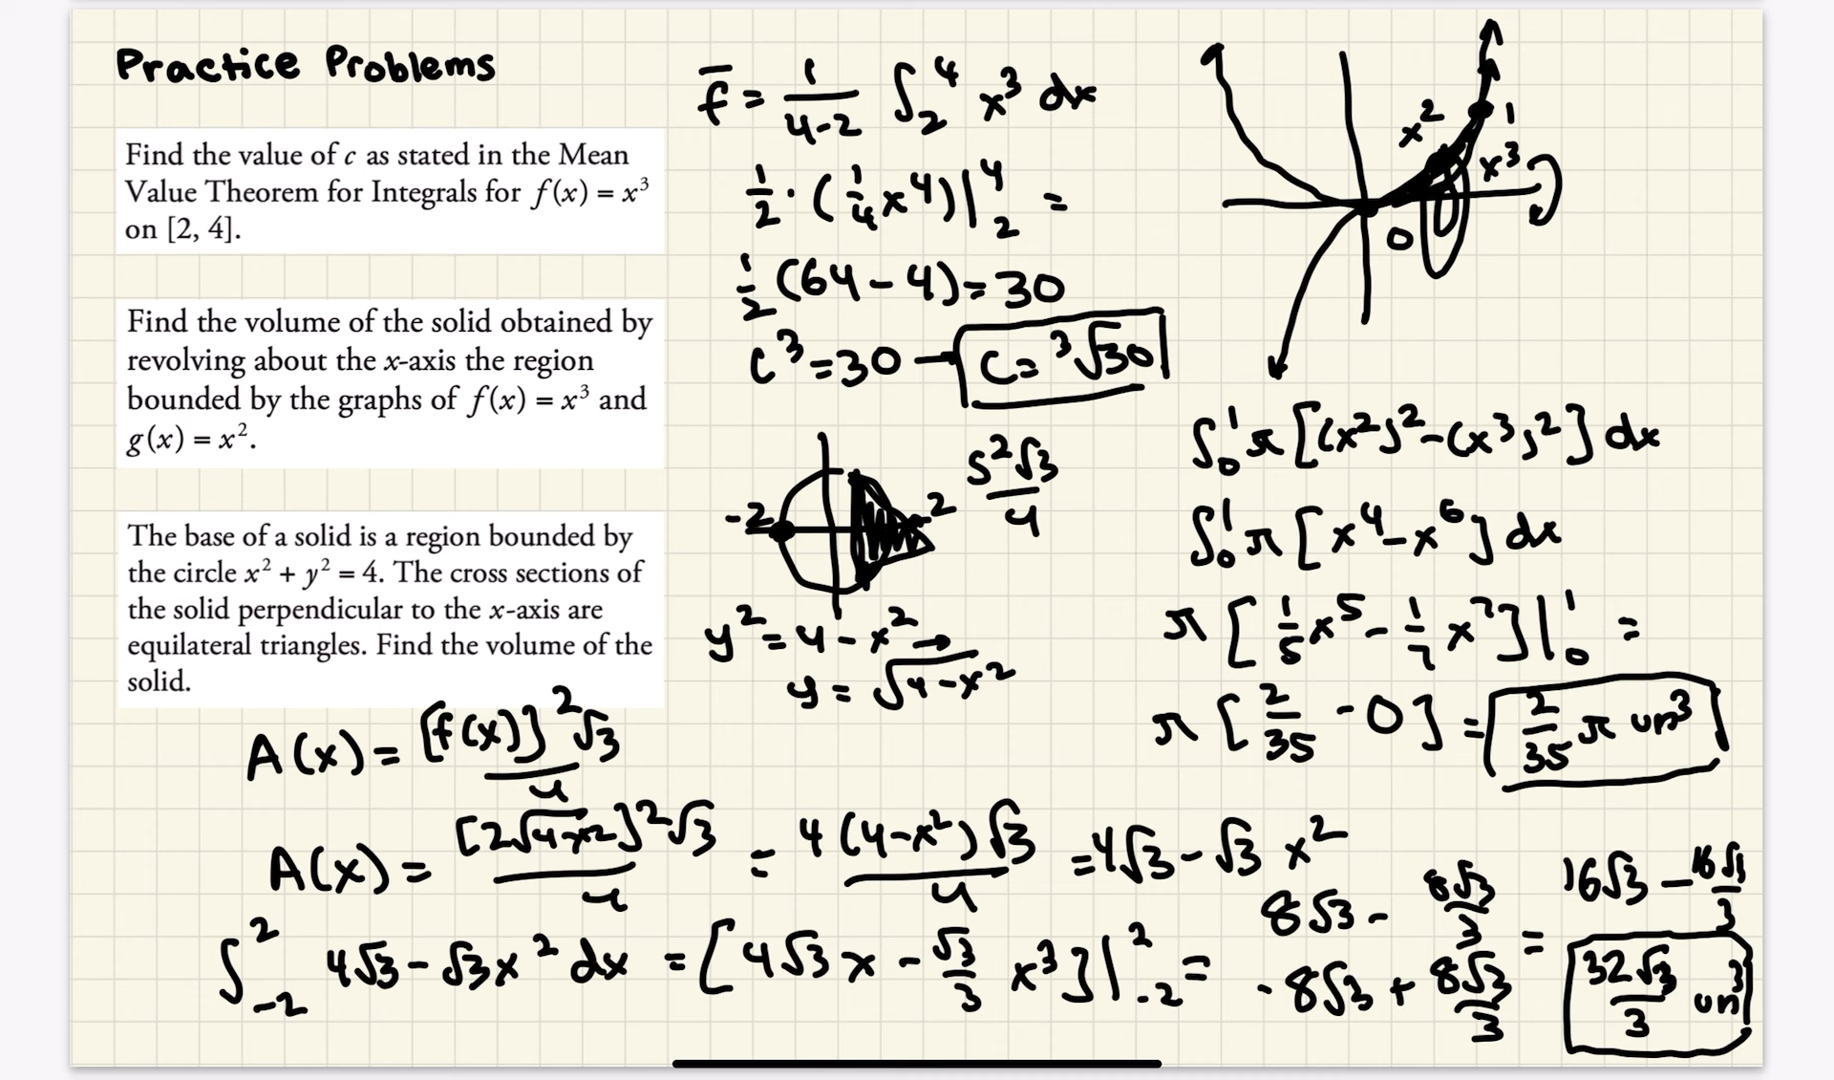 Practice Problems
Find the value of c as stated in the Mean
Value Theorem for Integrals for f(x) = x³
on [2, 4].
Find the volume of the solid obtained by
revolving about the x-axis the region
bounded by the graphs of f(x) = x³ and
g(x) = x².
The base of a solid is a region bounded by
the circle x² + y² = 4. The cross sections of
the solid perpendicular to the x-axis are
equilateral triangles. Find the volume of the
solid.
f̅ = 1/(4-2) ∫₂⁴ x³ dx
1/2 · (1/4 x⁴)|₂⁴ =
1/2 (64 - 4) = 30
c³ = 30 → c = ³√30
x² 1
x³
0
-2 2
s²√3/4
y² = 4 - x² →
y = √(4-x²)
∫₀¹ π [(x²)² - (x³)²] dx
∫₀¹ π [x⁴ - x⁶] dx
π [1/5 x⁵ - 1/7 x⁷]|₀¹ =
π [2/35 - 0] = 2/35 π un³
A(x) = [f(x)]²√3/4
A(x) = [2√(4-x²)]²√3/4 = 4(4-x²)√3/4 = 4√3 - √3 x²
∫₋₂² 4√3 - √3x² dx = [4√3 x - √3/3 x³]|₋₂² =
8√3 - 8√3/3
-8√3 + 8√3/3
= 16√3 - 16√3/3
32√3/3 un³